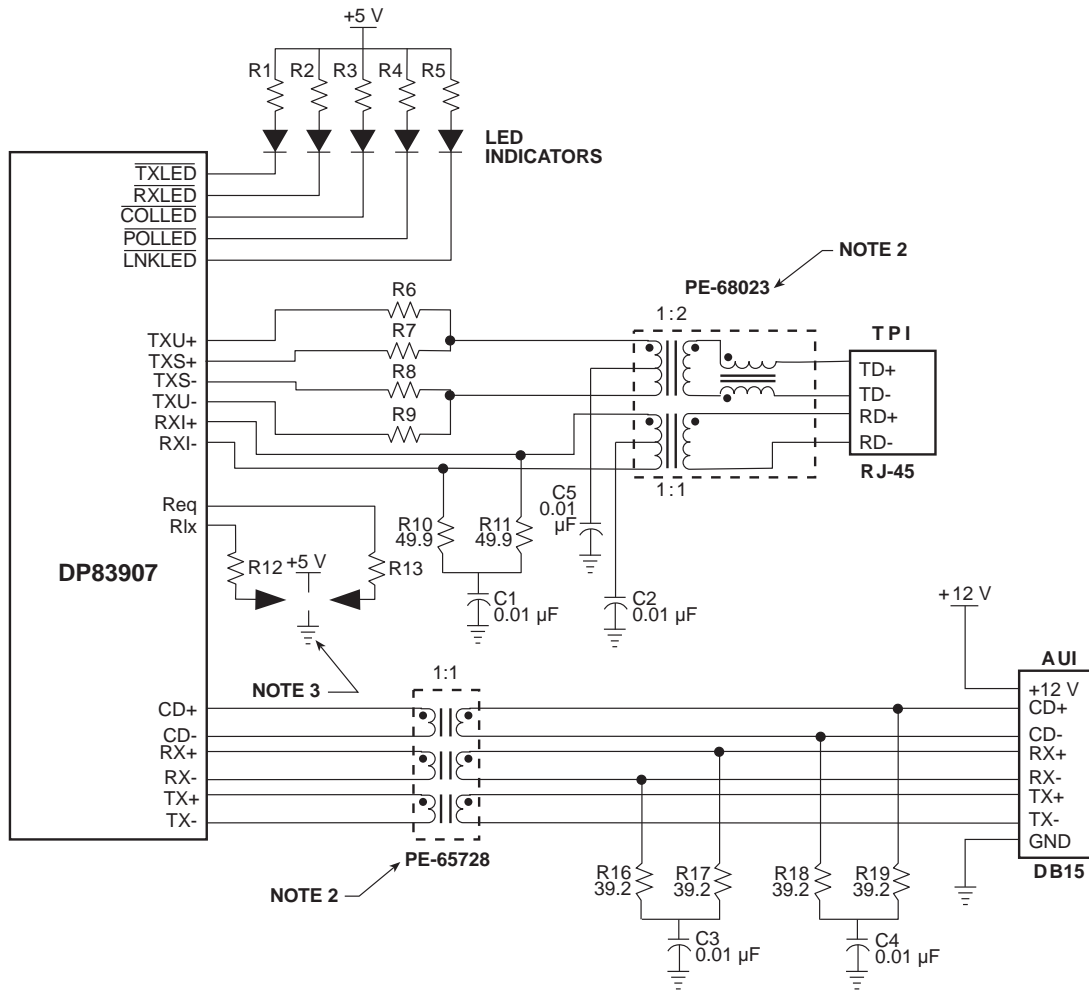 +5 V
R1 R2 R3 R4 R5
LED
INDICATORS
TXLED
RXLED
COLLED
POLLED
LNKLED
NOTE 2
PE-68023
R6
1:2
TPI
TXU+
R7
TXS+
TD+
TXS-
R8
TXU-
TD-
RXI+
R9
RD+
RXI-
RD-
RJ-45
1:1
C5
0.01
µF
Req
RIx
R10
49.9
R11
49.9
R12
+5 V
R13
DP83907
C1
0.01 µF
C2
0.01 µF
+12 V
NOTE 3
1:1
AUI
+12 V
CD+
CD+
CD-
CD-
RX+
RX+
RX-
RX-
TX+
TX+
TX-
TX-
GND
PE-65728
DB15
NOTE 2
R16
39.2
R17
39.2
R18
39.2
R19
39.2
C3
0.01 µF
C4
0.01 µF